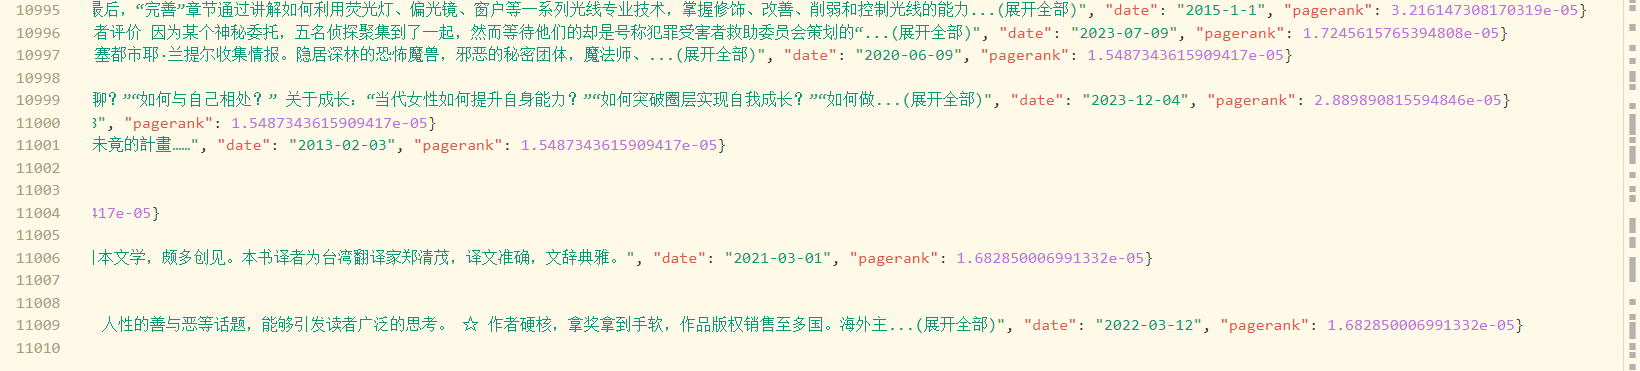 10995 最后，“完善”章节通过讲解如何利用荧光灯、偏光镜、窗户等一系列光线专业技术，掌握修饰、改善、削弱和控制光线的能力...(展开全部)", "date": "2015-1-1", "pagerank": 3.216147308170319e-05}
10996 者评价 因为某个神秘委托，五名侦探聚集到了一起，然而等待他们的却是号称犯罪受害者救助委员会策划的“...(展开全部)", "date": "2023-07-09", "pagerank": 1.7245615765394808e-05}
10997 塞都市耶·兰提尔收集情报。隐居深林的恐怖魔兽，邪恶的秘密团体，魔法师、...(展开全部)", "date": "2020-06-09", "pagerank": 1.5487343615909417e-05}
10998
10999 聊？”“如何与自己相处？” 关于成长：“当代女性如何提升自身能力？”“如何突破圈层实现自我成长？”“如何做...(展开全部)", "date": "2023-12-04", "pagerank": 2.889890815594846e-05}
11000 3", "pagerank": 1.5487343615909417e-05}
11001 未竟的計畫……", "date": "2013-02-03", "pagerank": 1.5487343615909417e-05}
11002
11003
11004 417e-05}
11005
11006 本文学，颇多创见。本书译者为台湾翻译家郑清茂，译文准确，文辞典雅。", "date": "2021-03-01", "pagerank": 1.682850006991332e-05}
11007
11008
11009 人性的善与恶等话题，能够引发读者广泛的思考。 ☆ 作者硬核，拿奖拿到手软，作品版权销售至多国。海外主...(展开全部)", "date": "2022-03-12", "pagerank": 1.682850006991332e-05}
11010